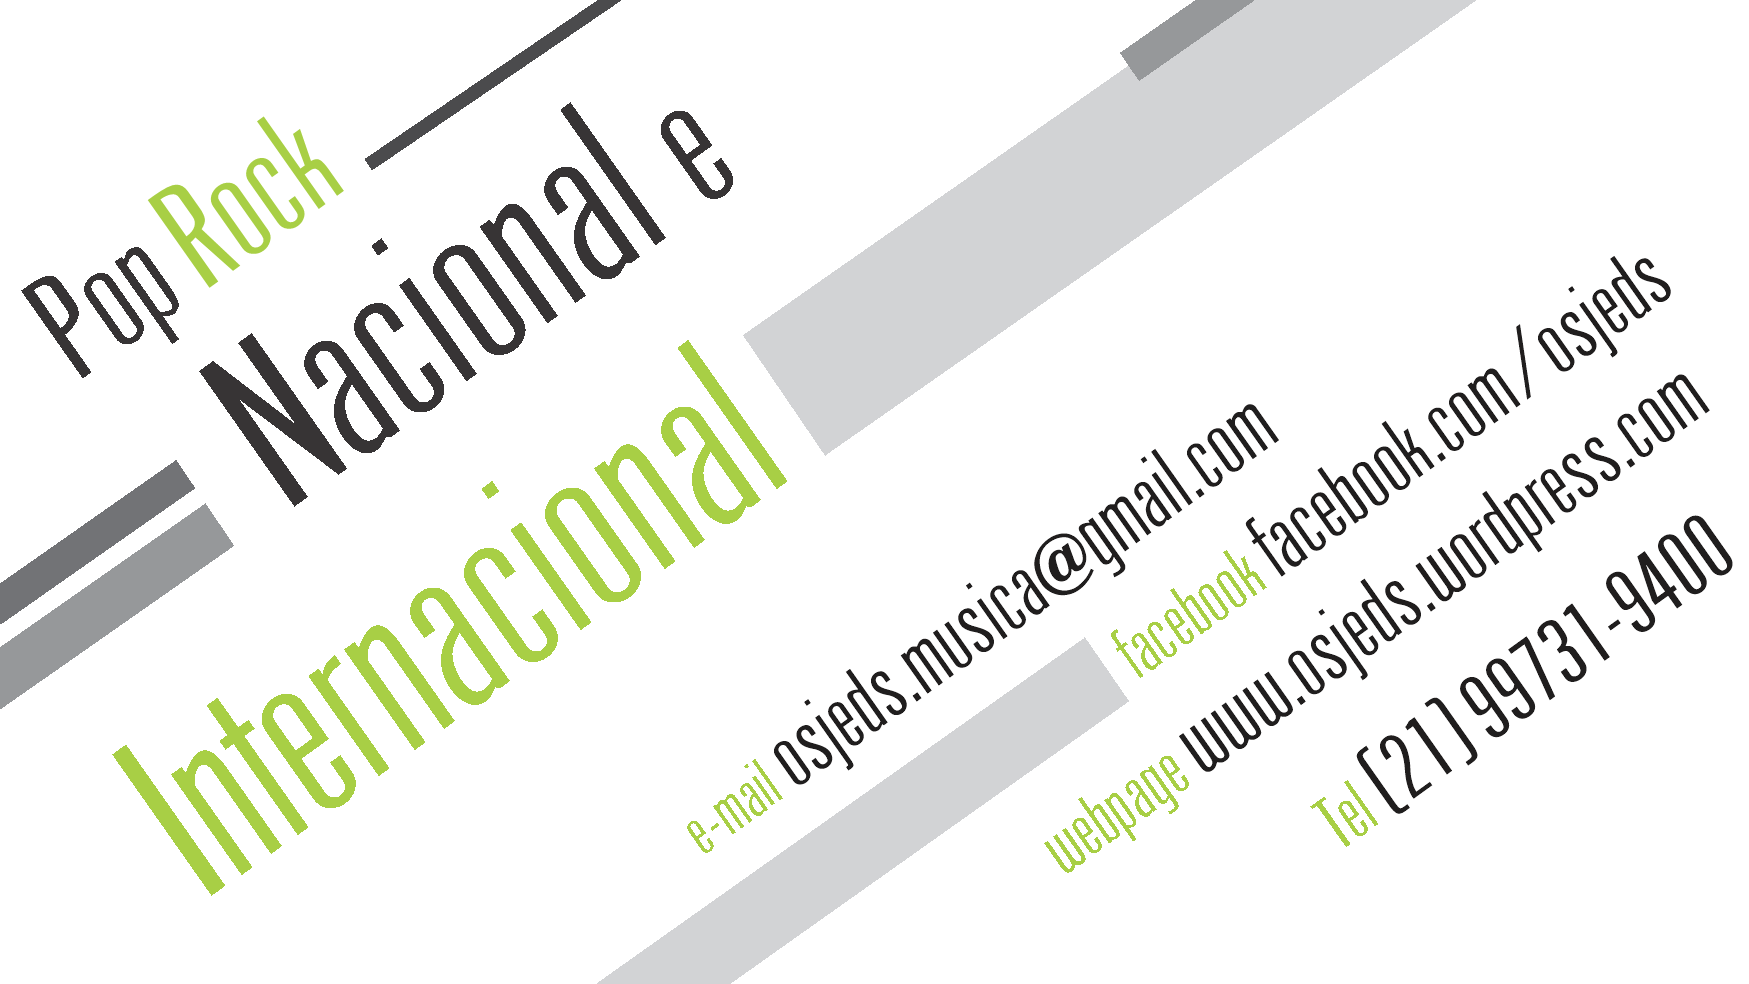 Pop Rock
Nacional e
Internacional
e-mail osjeds.musica@gmail.com
facebook facebook.com/osjeds
webpage www.osjeds.wordpress.com
Tel (21) 99731-9400